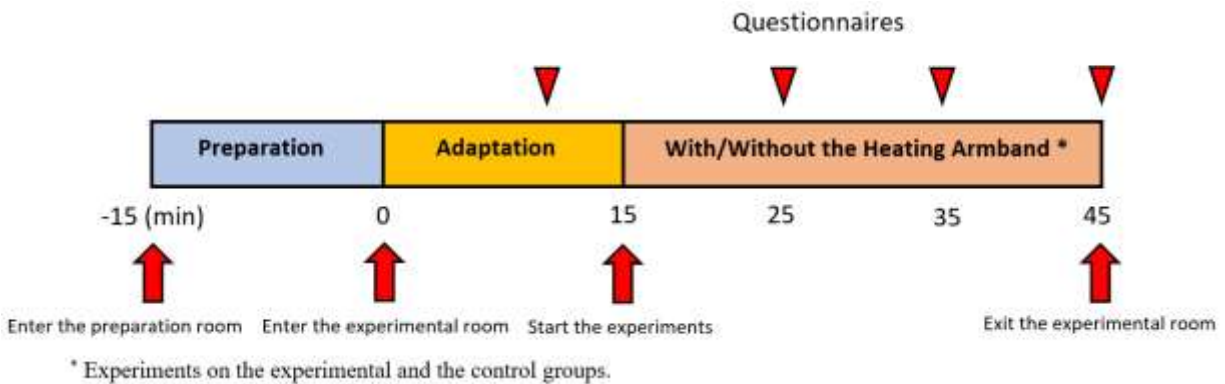 Questionnaires
Preparation Adaptation With/Without the Heating Armband *
-15 (min) 0 15 25 35 45
Enter the preparation room Enter the experimental room Start the experiments Exit the experimental room
* Experiments on the experimental and the control groups.